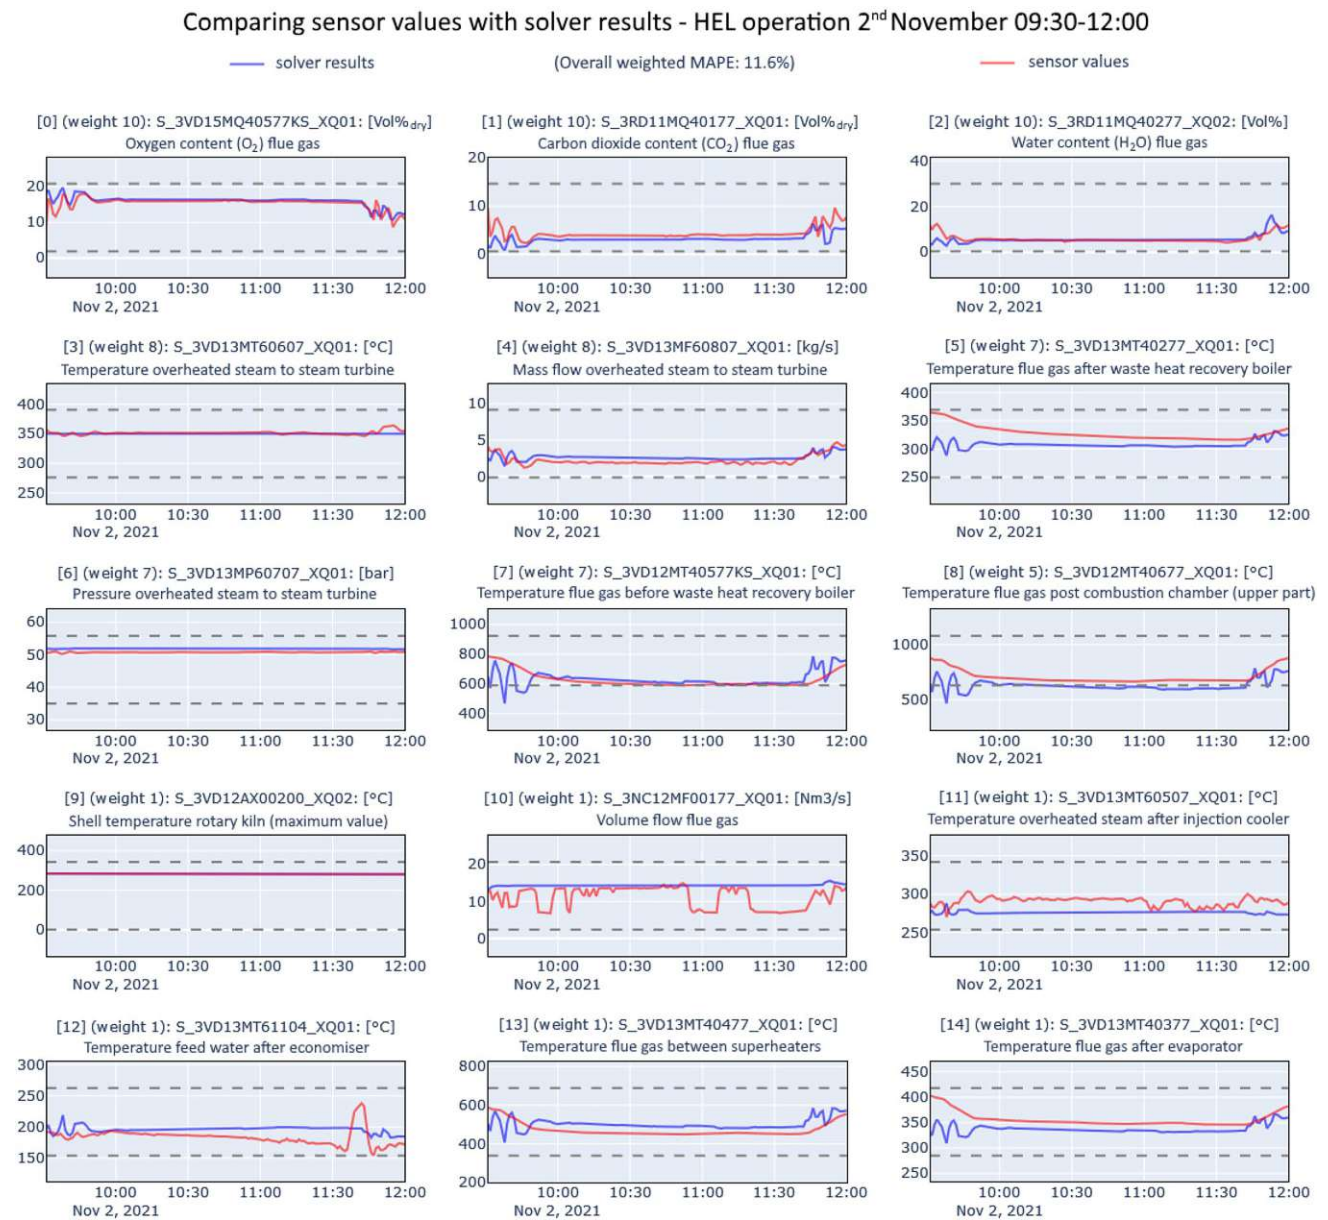 Comparing sensor values with solver results - HEL operation 2nd November 09:30-12:00
solver results (Overall weighted MAPE: 11.6%) sensor values
[0] (weight 10): S_3VD15MQ40577KS_XQ01: [Vol%dry]
Oxygen content (O2) flue gas
20
10
0
10:00 10:30 11:00 11:30 12:00
Nov 2, 2021
[1] (weight 10): S_3RD11MQ40177_XQ01: [Vol%dry]
Carbon dioxide content (CO2) flue gas
20
10
0
10:00 10:30 11:00 11:30 12:00
Nov 2, 2021
[2] (weight 10): S_3RD11MQ40277_XQ02: [Vol%]
Water content (H2O) flue gas
40
20
0
10:00 10:30 11:00 11:30 12:00
Nov 2, 2021
[3] (weight 8): S_3VD13MT60607_XQ01: [°C]
Temperature overheated steam to steam turbine
400
350
300
250
10:00 10:30 11:00 11:30 12:00
Nov 2, 2021
[4] (weight 8): S_3VD13MF60807_XQ01: [kg/s]
Mass flow overheated steam to steam turbine
10
5
0
10:00 10:30 11:00 11:30 12:00
Nov 2, 2021
[5] (weight 7): S_3VD13MT40277_XQ01: [°C]
Temperature flue gas after waste heat recovery boiler
400
350
300
250
10:00 10:30 11:00 11:30 12:00
Nov 2, 2021
[6] (weight 7): S_3VD13MP60707_XQ01: [bar]
Pressure overheated steam to steam turbine
60
50
40
30
10:00 10:30 11:00 11:30 12:00
Nov 2, 2021
[7] (weight 7): S_3VD12MT40577KS_XQ01: [°C]
Temperature flue gas before waste heat recovery boiler
1000
800
600
400
10:00 10:30 11:00 11:30 12:00
Nov 2, 2021
[8] (weight 5): S_3VD12MT40677_XQ01: [°C]
Temperature flue gas post combustion chamber (upper part)
1000
500
10:00 10:30 11:00 11:30 12:00
Nov 2, 2021
[9] (weight 1): S_3VD12AX00200_XQ02: [°C]
Shell temperature rotary kiln (maximum value)
400
200
0
10:00 10:30 11:00 11:30 12:00
Nov 2, 2021
[10] (weight 1): S_3NC12MF00177_XQ01: [Nm3/s]
Volume flow flue gas
20
10
0
10:00 10:30 11:00 11:30 12:00
Nov 2, 2021
[11] (weight 1): S_3VD13MT60507_XQ01: [°C]
Temperature overheated steam after injection cooler
350
300
250
10:00 10:30 11:00 11:30 12:00
Nov 2, 2021
[12] (weight 1): S_3VD13MT61104_XQ01: [°C]
Temperature feed water after economiser
300
250
200
150
10:00 10:30 11:00 11:30 12:00
Nov 2, 2021
[13] (weight 1): S_3VD13MT40477_XQ01: [°C]
Temperature flue gas between superheaters
800
600
400
200
10:00 10:30 11:00 11:30 12:00
Nov 2, 2021
[14] (weight 1): S_3VD13MT40377_XQ01: [°C]
Temperature flue gas after evaporator
450
400
350
300
250
10:00 10:30 11:00 11:30 12:00
Nov 2, 2021